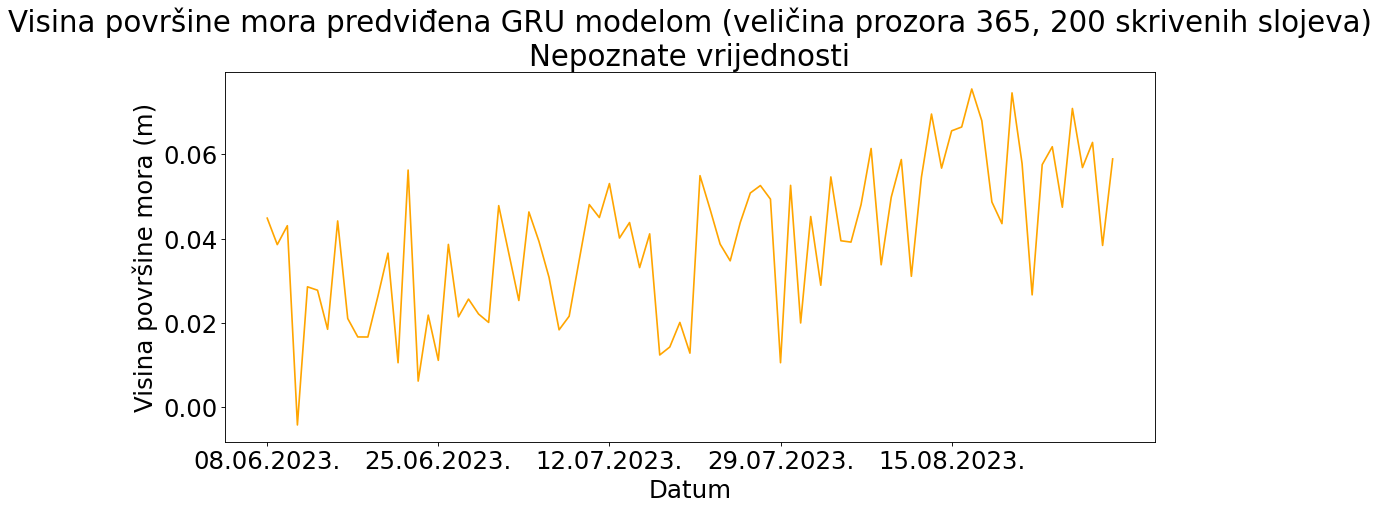 Visina površine mora predviđena GRU modelom (veličina prozora 365, 200 skrivenih slojeva)
Nepoznate vrijednosti
Visina površine mora (m)
0.06
0.04
0.02
0.00
08.06.2023. 25.06.2023. 12.07.2023. 29.07.2023. 15.08.2023.
Datum